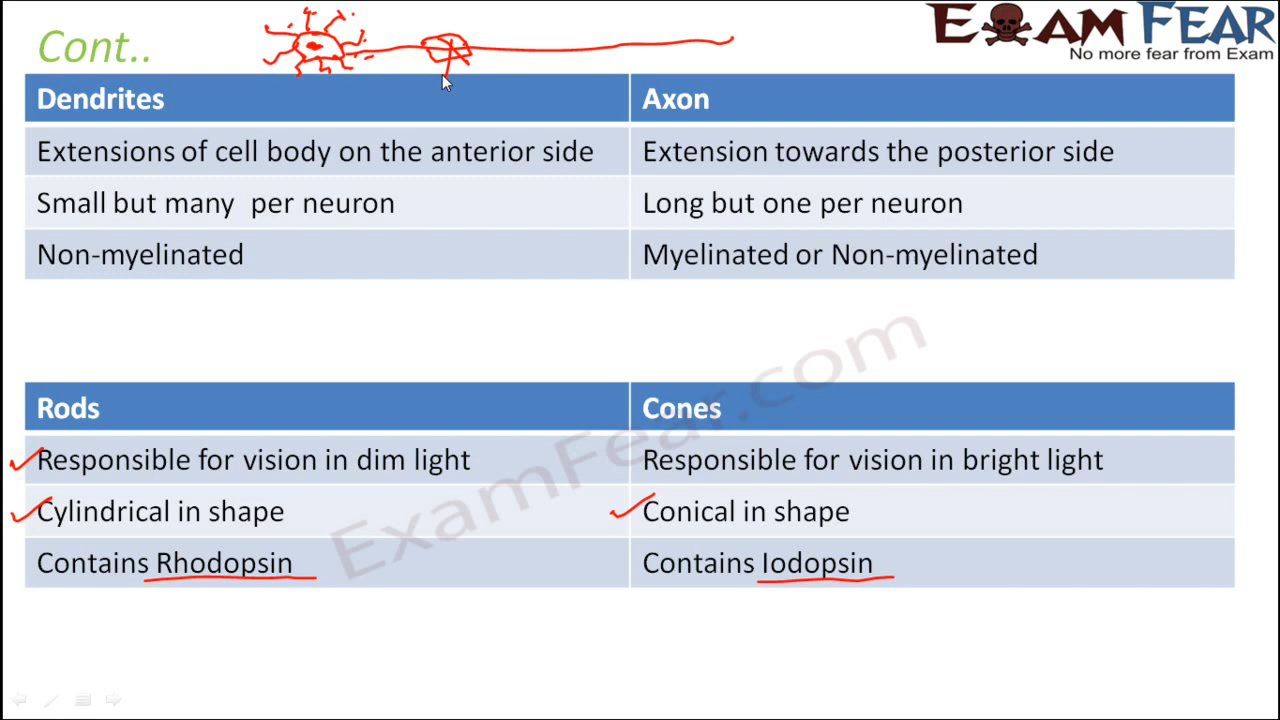 Cont..
EXAM FEAR
No more fear from Exam
Dendrites Axon
Extensions of cell body on the anterior side Extension towards the posterior side
Small but many per neuron Long but one per neuron
Non-myelinated Myelinated or Non-myelinated
Rods Cones
Responsible for vision in dim light Responsible for vision in bright light
Cylindrical in shape Conical in shape
Contains Rhodopsin Contains Iodopsin
ExamFear.com